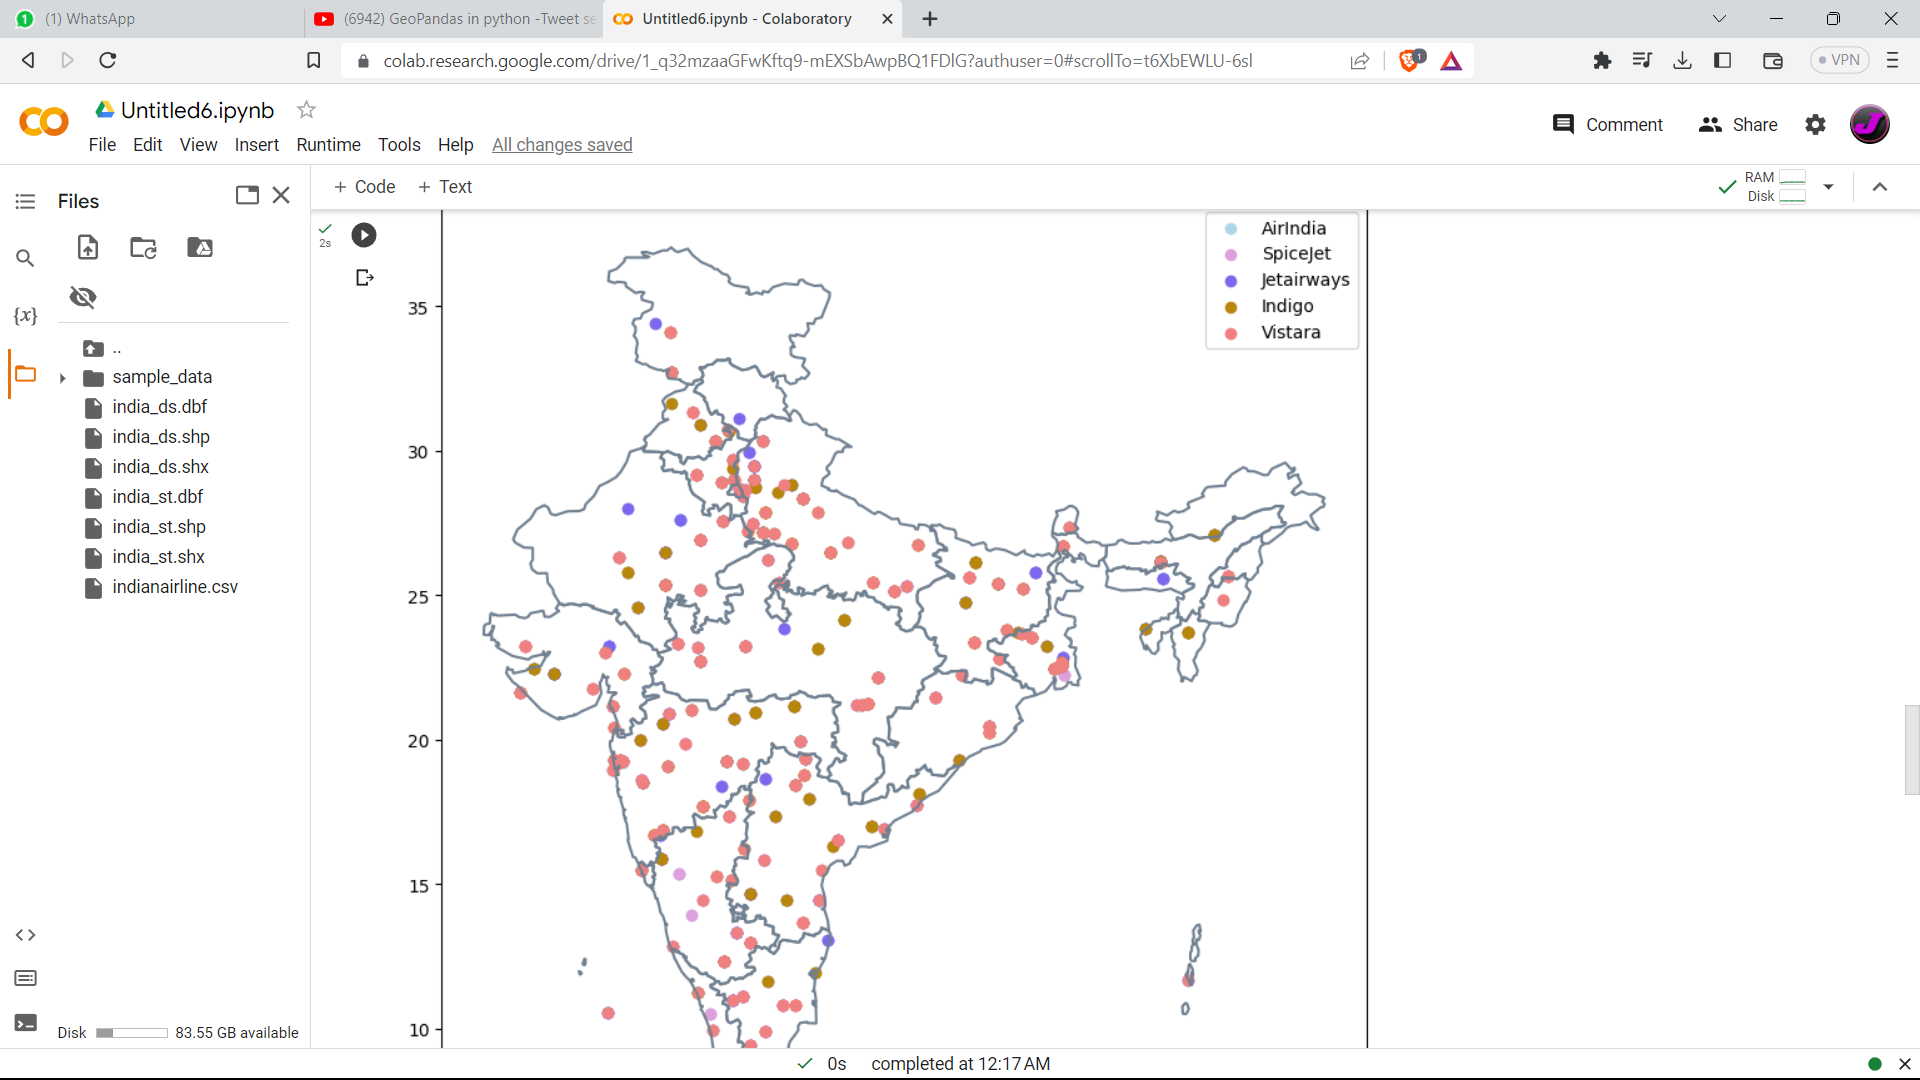 1 (1) WhatsApp
(6942) GeoPandas in python -Tweet se
Untitled6.ipynb - Colaboratory
colab.research.google.com/drive/1_q32mzaaGFwKftq9-mEXSbAwpBQ1FDlG?authuser=0#scrollTo=t6XbEWLU-6sl
1
VPN
Untitled6.ipynb
Comment
Share
J
File Edit View Insert Runtime Tools Help All changes saved
Files
+ Code + Text
RAM
Disk
2s
{x}
..
sample_data
india_ds.dbf
india_ds.shp
india_ds.shx
india_st.dbf
india_st.shp
india_st.shx
indianairline.csv
AirIndia
SpiceJet
Jetairways
Indigo
Vistara
35
30
25
20
15
10
Disk 83.55 GB available
0s completed at 12:17 AM